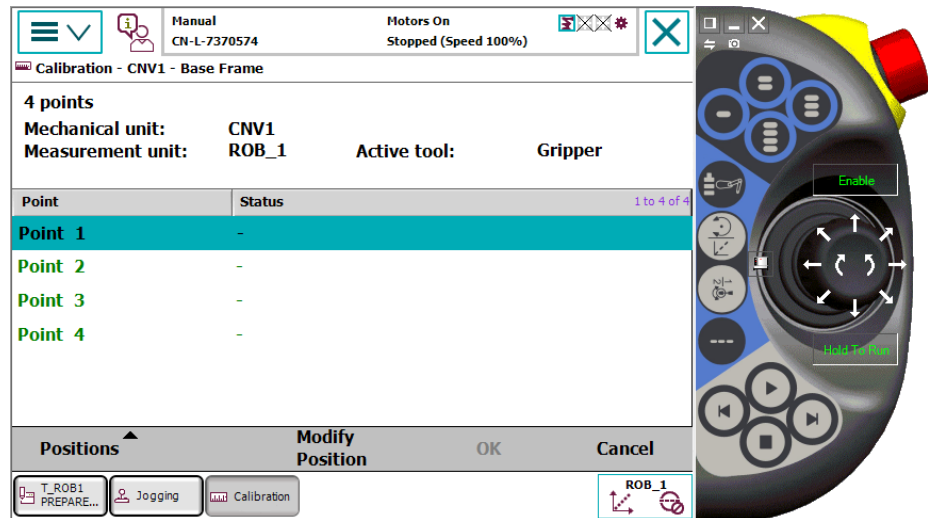 Manual
CN-L-7370574
Motors On
Stopped (Speed 100%)
Calibration - CNV1 - Base Frame
4 points
Mechanical unit: CNV1
Measurement unit: ROB_1 Active tool: Gripper
Point Status 1 to 4 of 4
Point 1 -
Point 2 -
Point 3 -
Point 4 -
Positions Modify Position OK Cancel
T_ROB1 PREPARE...
Jogging
Calibration
ROB_1
Enable
Hold To Run